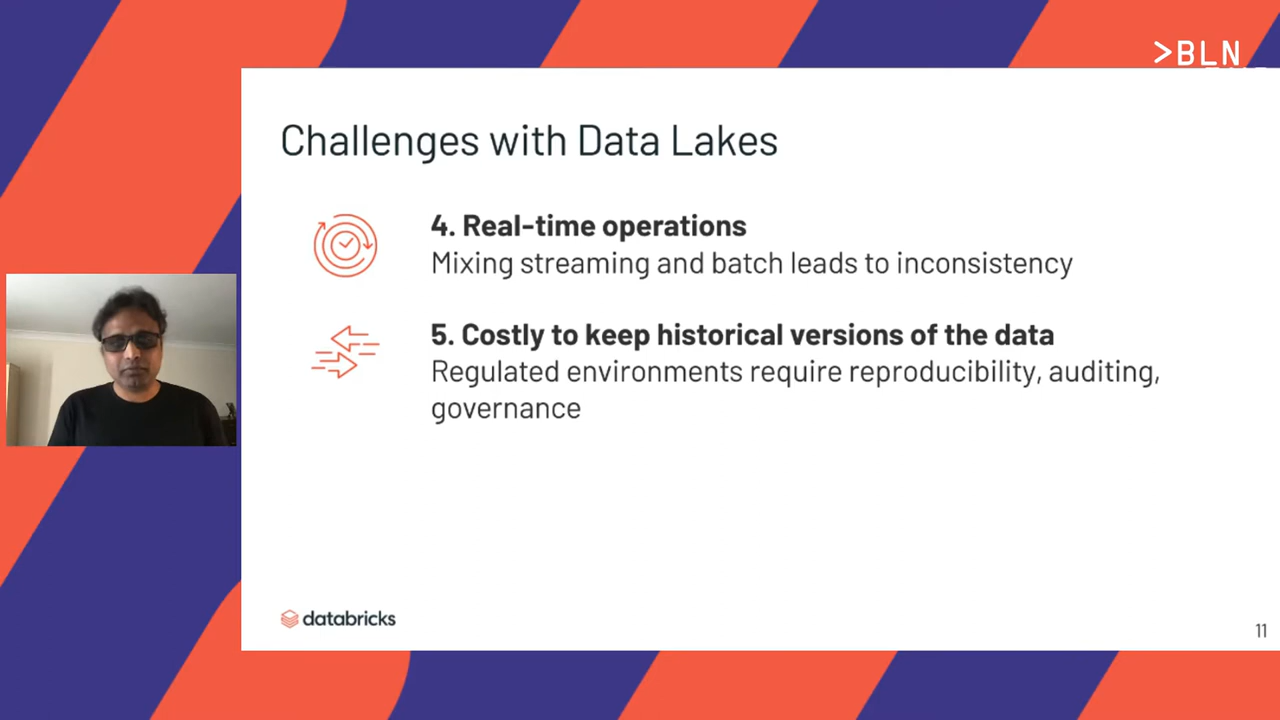 >BLN
Challenges with Data Lakes
4. Real-time operations
Mixing streaming and batch leads to inconsistency
5. Costly to keep historical versions of the data
Regulated environments require reproducibility, auditing,
governance
databricks
11